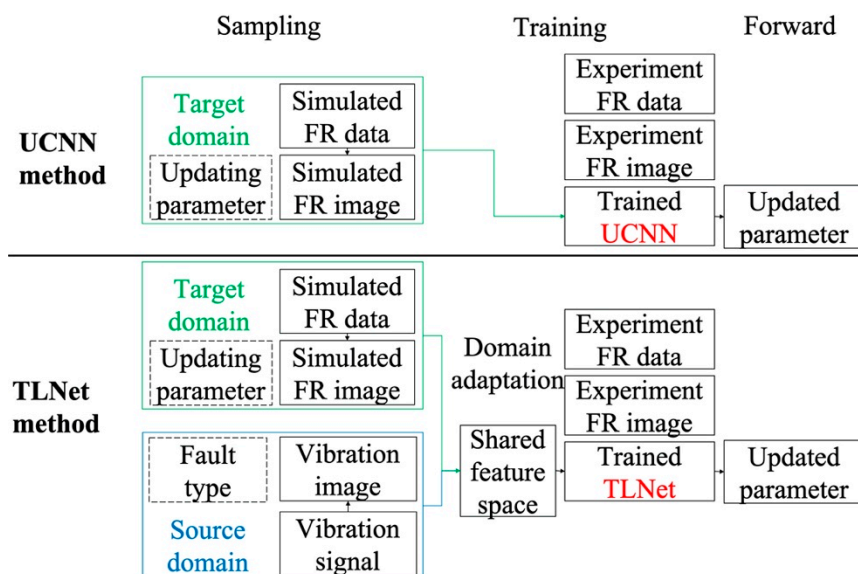 Sampling
Training
Forward
UCNN
method
Target
domain
Updating
parameter
Simulated
FR data
Simulated
FR image
Experiment
FR data
Experiment
FR image
Trained
UCNN
Updated
parameter
TLNet
method
Target
domain
Updating
parameter
Simulated
FR data
Simulated
FR image
Fault
type
Source
domain
Vibration
image
Vibration
signal
Domain
adaptation
Shared
feature
space
Experiment
FR data
Experiment
FR image
Trained
TLNet
Updated
parameter